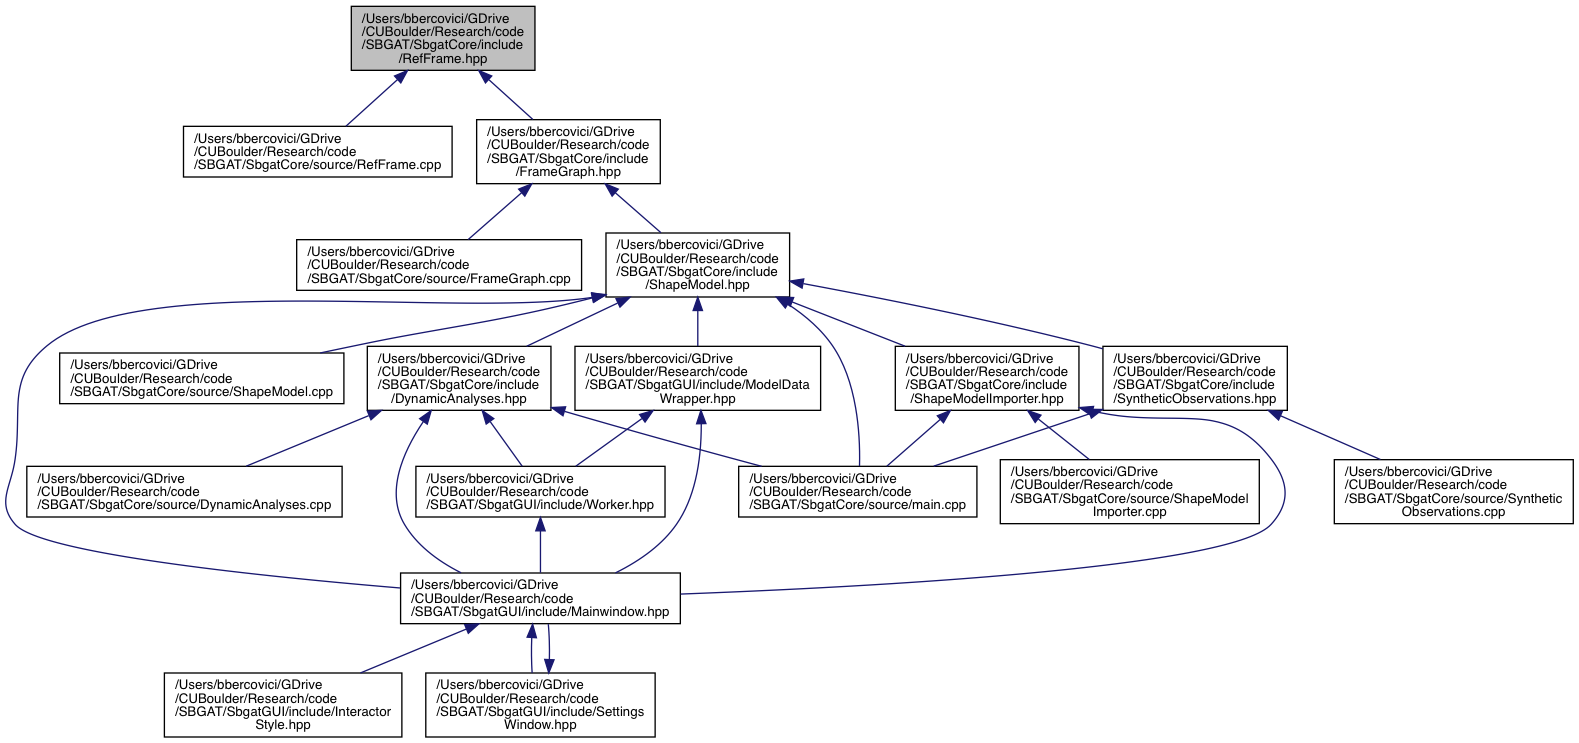 /Users/bbercovici/GDrive
/CUBoulder/Research/code
/SBGAT/SbgatCore/include
/RefFrame.hpp
/Users/bbercovici/GDrive
/CUBoulder/Research/code
/SBGAT/SbgatCore/source/RefFrame.cpp
/Users/bbercovici/GDrive
/CUBoulder/Research/code
/SBGAT/SbgatCore/include
/FrameGraph.hpp
/Users/bbercovici/GDrive
/CUBoulder/Research/code
/SBGAT/SbgatCore/source/FrameGraph.cpp
/Users/bbercovici/GDrive
/CUBoulder/Research/code
/SBGAT/SbgatCore/include
/ShapeModel.hpp
/Users/bbercovici/GDrive
/CUBoulder/Research/code
/SBGAT/SbgatCore/source/ShapeModel.cpp
/Users/bbercovici/GDrive
/CUBoulder/Research/code
/SBGAT/SbgatCore/include
/DynamicAnalyses.hpp
/Users/bbercovici/GDrive
/CUBoulder/Research/code
/SBGAT/SbgatGUI/include/ModelData
Wrapper.hpp
/Users/bbercovici/GDrive
/CUBoulder/Research/code
/SBGAT/SbgatCore/include
/ShapeModelImporter.hpp
/Users/bbercovici/GDrive
/CUBoulder/Research/code
/SBGAT/SbgatCore/include
/SyntheticObservations.hpp
/Users/bbercovici/GDrive
/CUBoulder/Research/code
/SBGAT/SbgatCore/source/DynamicAnalyses.cpp
/Users/bbercovici/GDrive
/CUBoulder/Research/code
/SBGAT/SbgatGUI/include/Worker.hpp
/Users/bbercovici/GDrive
/CUBoulder/Research/code
/SBGAT/SbgatCore/source/main.cpp
/Users/bbercovici/GDrive
/CUBoulder/Research/code
/SBGAT/SbgatCore/source/ShapeModel
Importer.cpp
/Users/bbercovici/GDrive
/CUBoulder/Research/code
/SBGAT/SbgatCore/source/Synthetic
Observations.cpp
/Users/bbercovici/GDrive
/CUBoulder/Research/code
/SBGAT/SbgatGUI/include/Mainwindow.hpp
/Users/bbercovici/GDrive
/CUBoulder/Research/code
/SBGAT/SbgatGUI/include/Interactor
Style.hpp
/Users/bbercovici/GDrive
/CUBoulder/Research/code
/SBGAT/SbgatGUI/include/Settings
Window.hpp